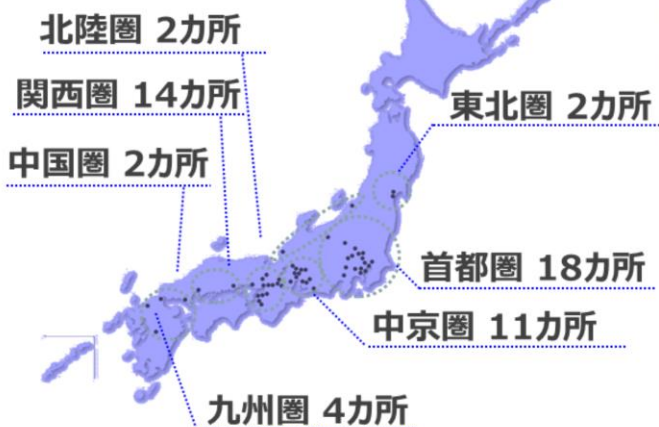 北陸圏 2カ所
関西圏 14カ所
中国圏 2カ所
東北圏 2カ所
首都圏 18カ所
中京圏 11カ所
九州圏 4カ所